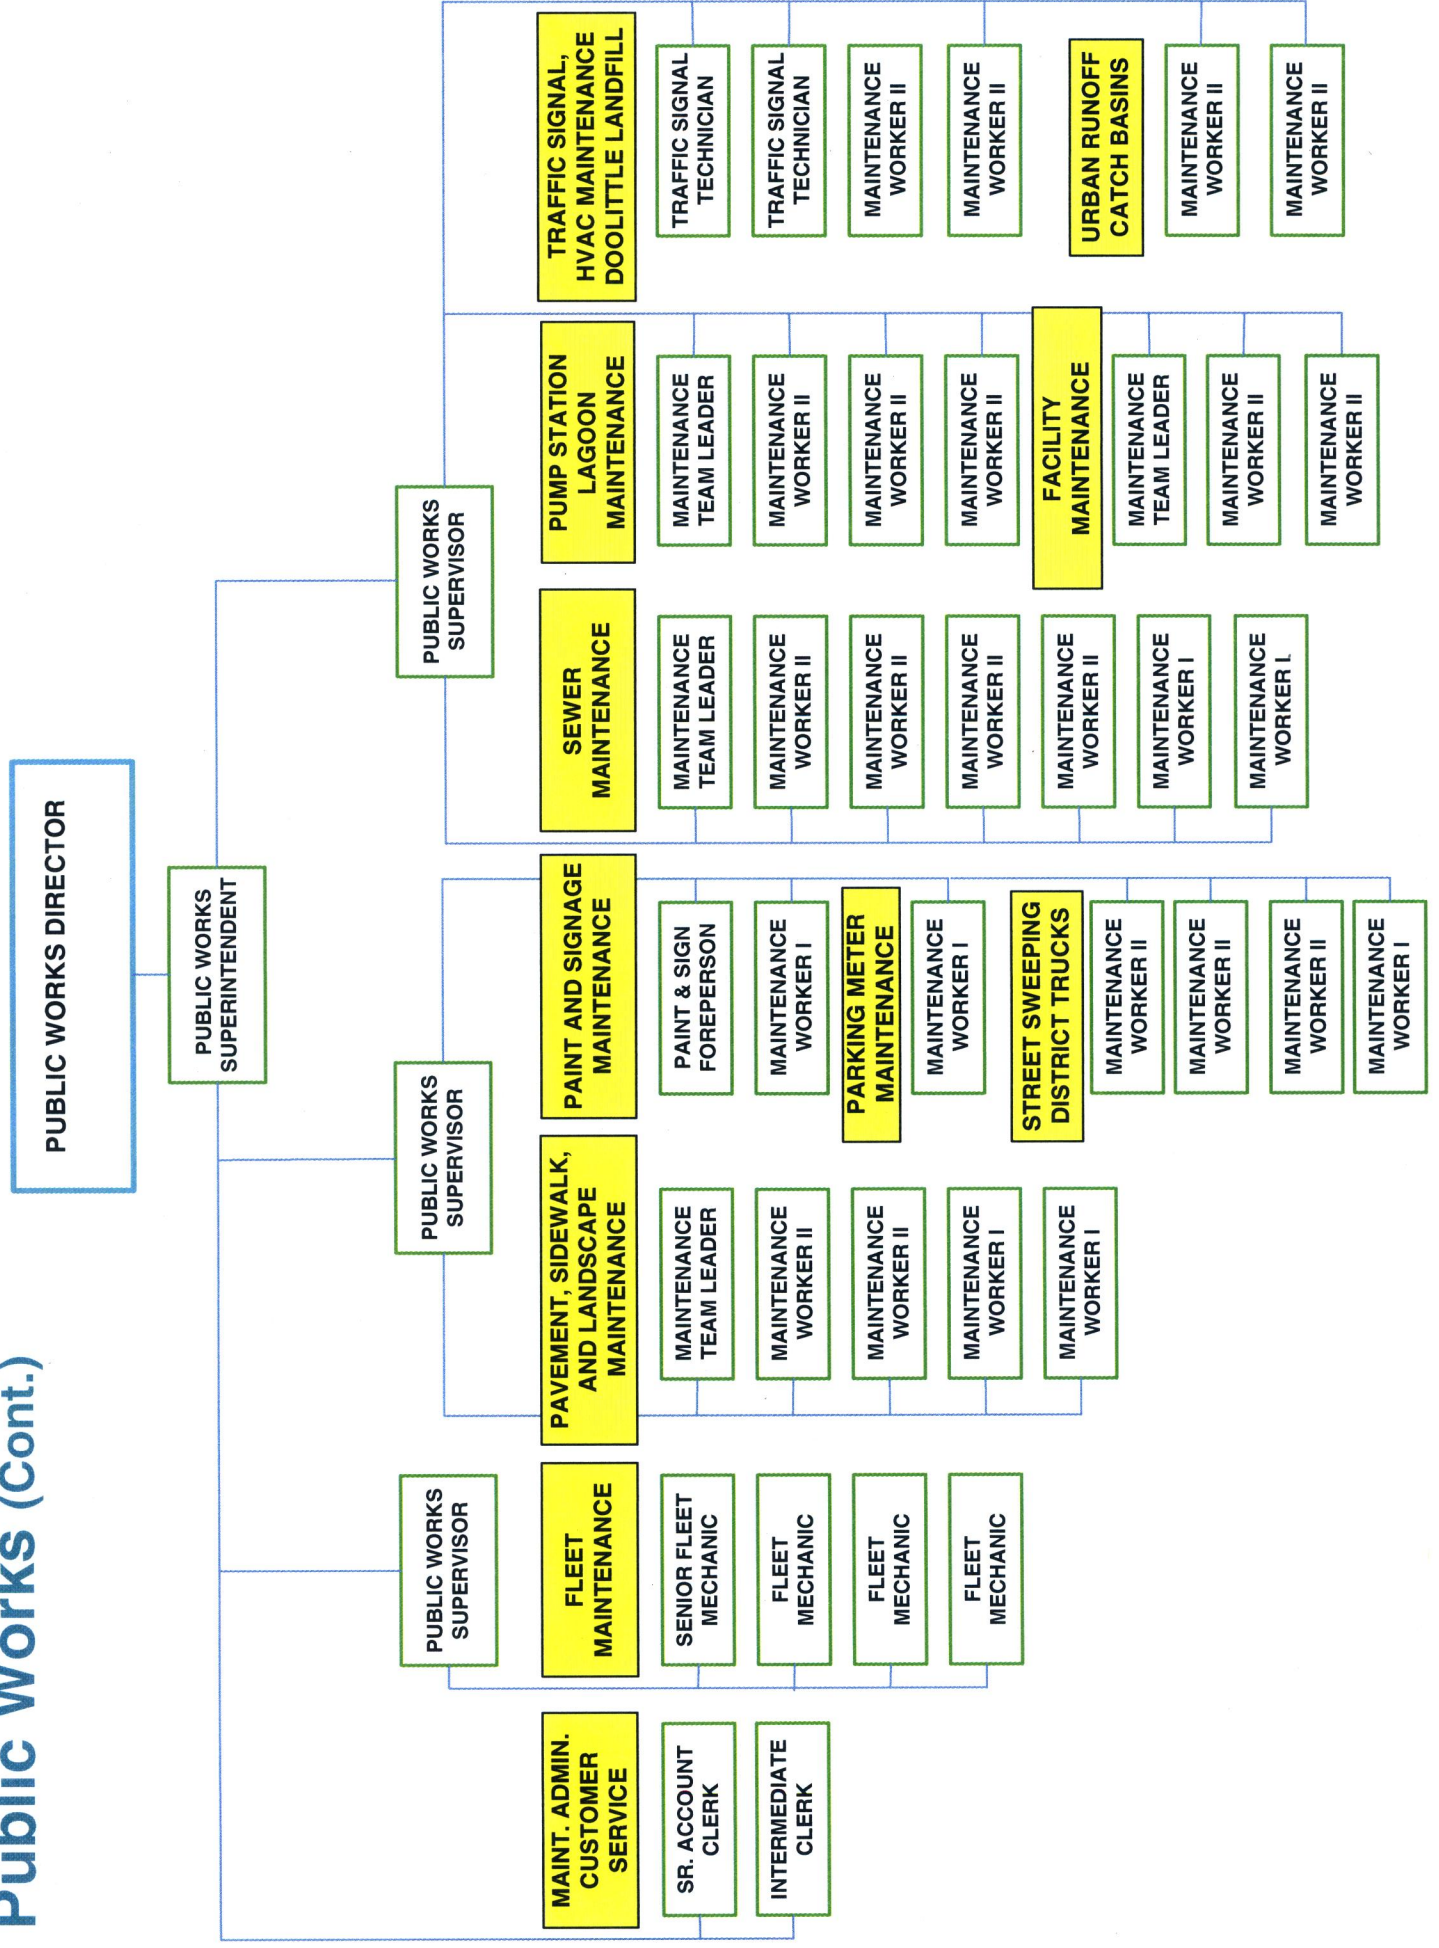 Public Works (Cont.)
PUBLIC WORKS DIRECTOR
PUBLIC WORKS
SUPERINTENDENT
PUBLIC WORKS
SUPERVISOR
PUBLIC WORKS
SUPERVISOR
PUBLIC WORKS
SUPERVISOR
MAINT. ADMIN.
CUSTOMER
SERVICE
SR. ACCOUNT
CLERK
INTERMEDIATE
CLERK
FLEET
MAINTENANCE
SENIOR FLEET
MECHANIC
FLEET
MECHANIC
FLEET
MECHANIC
FLEET
MECHANIC
PAVEMENT, SIDEWALK,
AND LANDSCAPE
MAINTENANCE
MAINTENANCE
TEAM LEADER
MAINTENANCE
WORKER II
MAINTENANCE
WORKER II
MAINTENANCE
WORKER I
MAINTENANCE
WORKER I
PAINT AND SIGNAGE
MAINTENANCE
PAINT & SIGN
FOREPERSON
MAINTENANCE
WORKER I
PARKING METER
MAINTENANCE
MAINTENANCE
WORKER I
STREET SWEEPING
DISTRICT TRUCKS
MAINTENANCE
WORKER II
MAINTENANCE
WORKER II
MAINTENANCE
WORKER II
MAINTENANCE
WORKER I
SEWER
MAINTENANCE
MAINTENANCE
TEAM LEADER
MAINTENANCE
WORKER II
MAINTENANCE
WORKER II
MAINTENANCE
WORKER II
MAINTENANCE
WORKER II
MAINTENANCE
WORKER I
MAINTENANCE
WORKER I
PUMP STATION
LAGOON
MAINTENANCE
MAINTENANCE
TEAM LEADER
MAINTENANCE
WORKER II
MAINTENANCE
WORKER II
MAINTENANCE
WORKER II
FACILITY
MAINTENANCE
MAINTENANCE
TEAM LEADER
MAINTENANCE
WORKER II
MAINTENANCE
WORKER II
TRAFFIC SIGNAL,
HVAC MAINTENANCE
DOOLITTLE LANDFILL
TRAFFIC SIGNAL
TECHNICIAN
TRAFFIC SIGNAL
TECHNICIAN
MAINTENANCE
WORKER II
MAINTENANCE
WORKER II
URBAN RUNOFF
CATCH BASINS
MAINTENANCE
WORKER II
MAINTENANCE
WORKER II